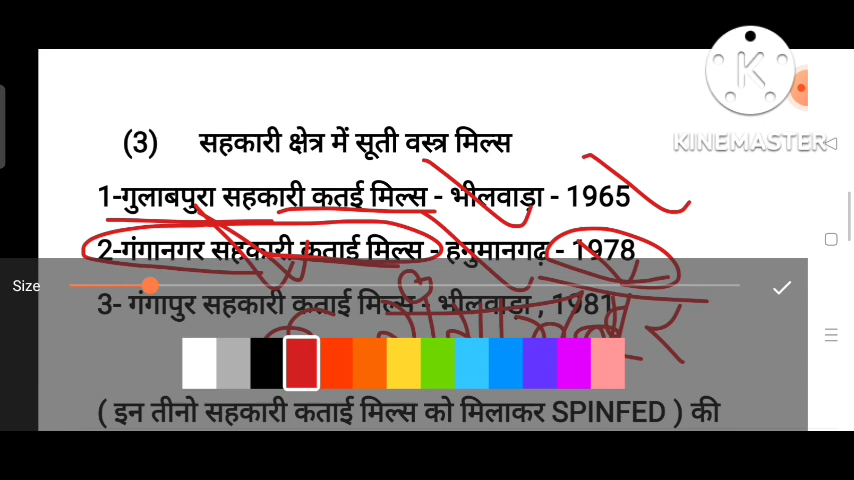 KINEMASTER
(3) सहकारी क्षेत्र में सूती वस्त्र मिल्स
1-गुलाबपुरा सहकारी कतई मिल्स - भीलवाड़ा - 1965
2-गंगानगर सहकारी कताई मिल्स - हनुमानगढ़ - 1978
Size
3- गंगापुर सहकारी कताई मिल्स - भीलवाड़ा , 1981
( इन तीनो सहकारी कताई मिल्स को मिलाकर SPINFED ) की